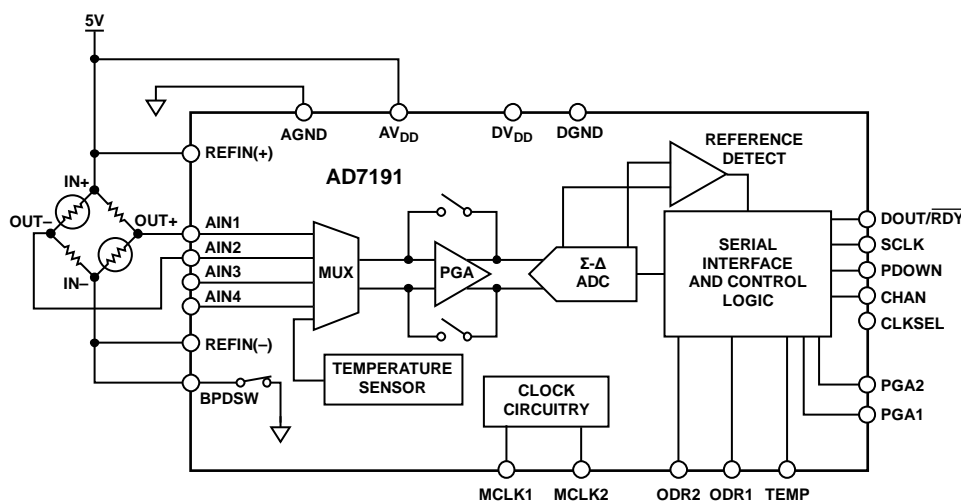 5V
AGND
AVDD
DVDD
DGND
REFIN(+)
AD7191
REFERENCE
DETECT
IN+
OUT–
OUT+
IN–
AIN1
AIN2
AIN3
AIN4
MUX
PGA
Σ-Δ
ADC
SERIAL
INTERFACE
AND CONTROL
LOGIC
DOUT/RDY
SCLK
PDOWN
CHAN
CLKSEL
REFIN(–)
BPDSW
TEMPERATURE
SENSOR
CLOCK
CIRCUITRY
PGA2
PGA1
MCLK1
MCLK2
ODR2
ODR1
TEMP